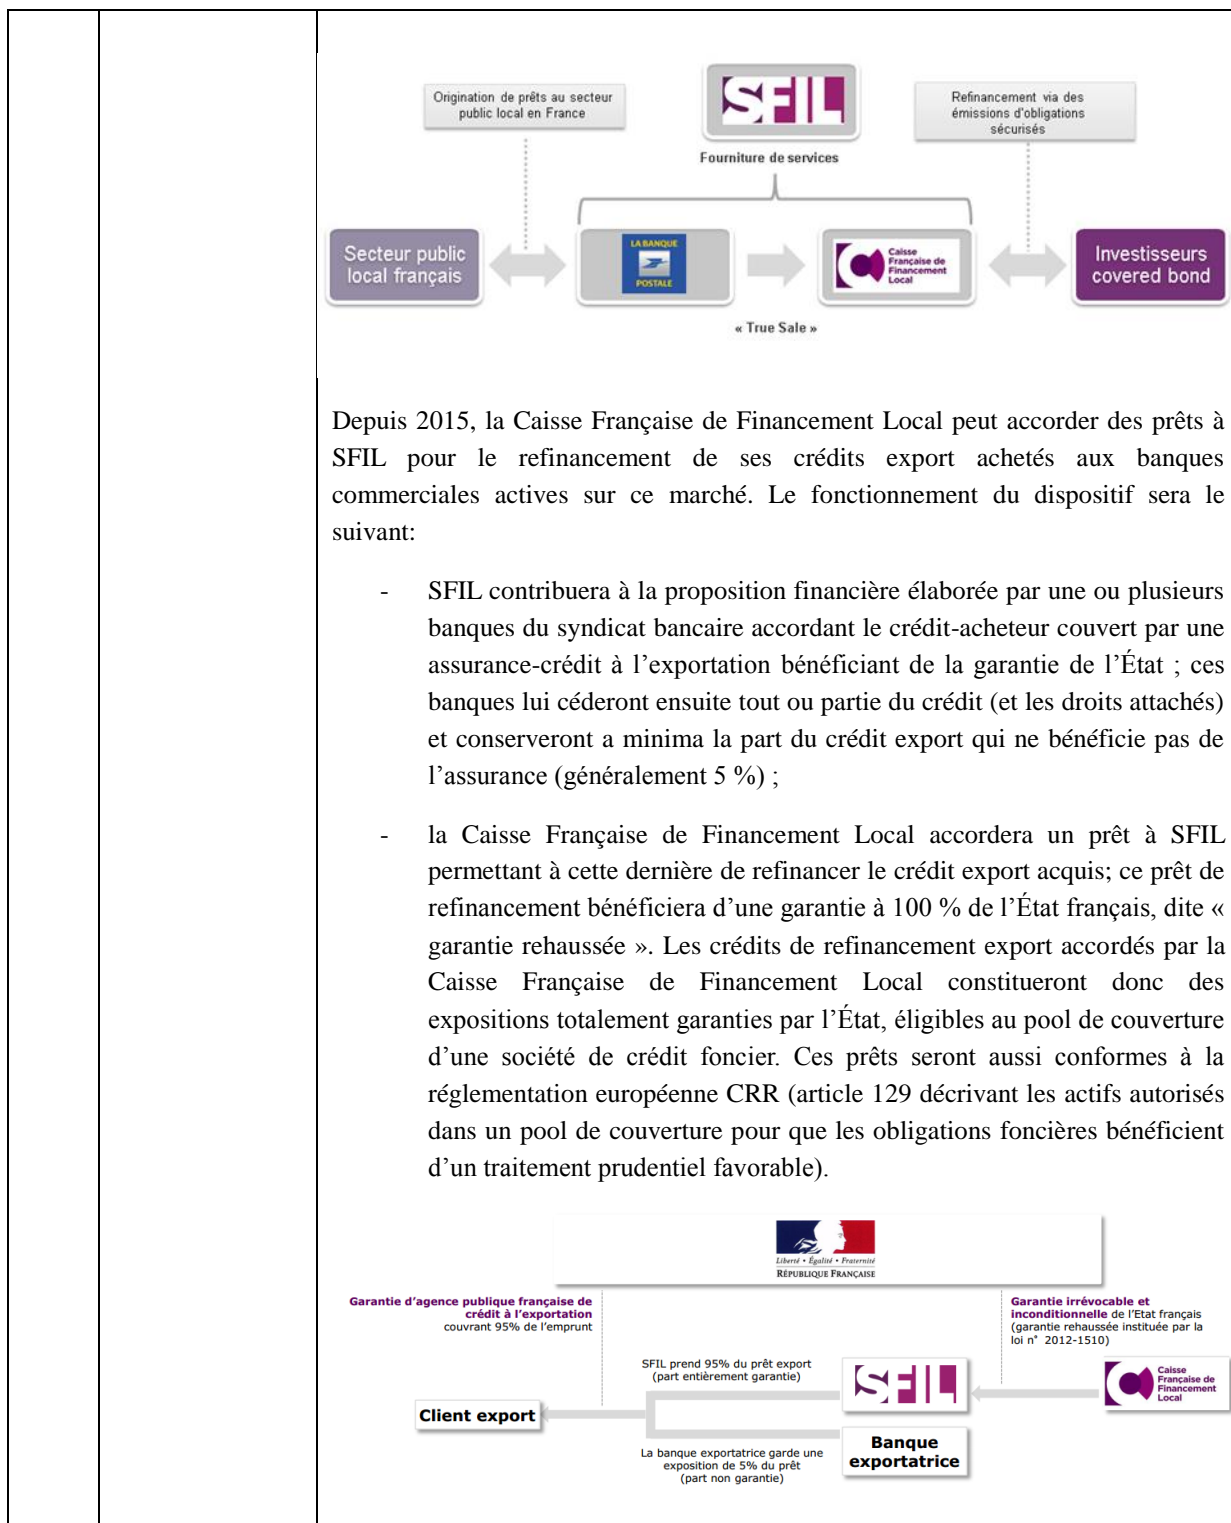 SFIL
Origination de prêts au secteur
public local en France
Refinancement via des
émissions d'obligations
sécurisés
Fourniture de services
Secteur public
local français
LA BANQUE
POSTALE
Caisse
Française de
Financement
Local
Investisseurs
covered bond
« True Sale »
Depuis 2015, la Caisse Française de Financement Local peut accorder des prêts à
SFIL pour le refinancement de ses crédits export achetés aux banques
commerciales actives sur ce marché. Le fonctionnement du dispositif sera le
suivant:
- SFIL contribuera à la proposition financière élaborée par une ou plusieurs
banques du syndicat bancaire accordant le crédit-acheteur couvert par une
assurance-crédit à l’exportation bénéficiant de la garantie de l’État ; ces
banques lui céderont ensuite tout ou partie du crédit (et les droits attachés)
et conserveront a minima la part du crédit export qui ne bénéficie pas de
l’assurance (généralement 5 %) ;
- la Caisse Française de Financement Local accordera un prêt à SFIL
permettant à cette dernière de refinancer le crédit export acquis; ce prêt de
refinancement bénéficiera d’une garantie à 100 % de l’État français, dite «
garantie rehaussée ». Les crédits de refinancement export accordés par la
Caisse Française de Financement Local constitueront donc des
expositions totalement garanties par l’État, éligibles au pool de couverture
d’une société de crédit foncier. Ces prêts seront aussi conformes à la
réglementation européenne CRR (article 129 décrivant les actifs autorisés
dans un pool de couverture pour que les obligations foncières bénéficient
d’un traitement prudentiel favorable).
Liberté • Égalité • Fraternité
RÉPUBLIQUE FRANÇAISE
Garantie d’agence publique française de
crédit à l’exportation
couvrant 95% de l’emprunt
Garantie irrévocable et
inconditionnelle de l’Etat français
(garantie rehaussée instituée par la
loi n° 2012-1510)
SFIL prend 95% du prêt export
(part entièrement garantie)
SFIL
Caisse
Française de
Financement
Local
Client export
La banque exportatrice garde une
exposition de 5% du prêt
(part non garantie)
Banque
exportatrice